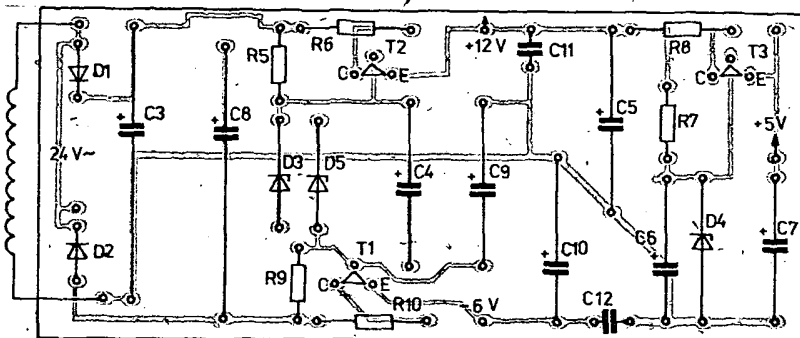 R6 T2 +12 V R8 T3
D1 R5 C E C11 C E
C3 C8 C5 R7 +5V
24 V~
D3 D5 C4 C9
D2 T1 C10 C6 D4 C7
R9 C E
R10 -6 V C12